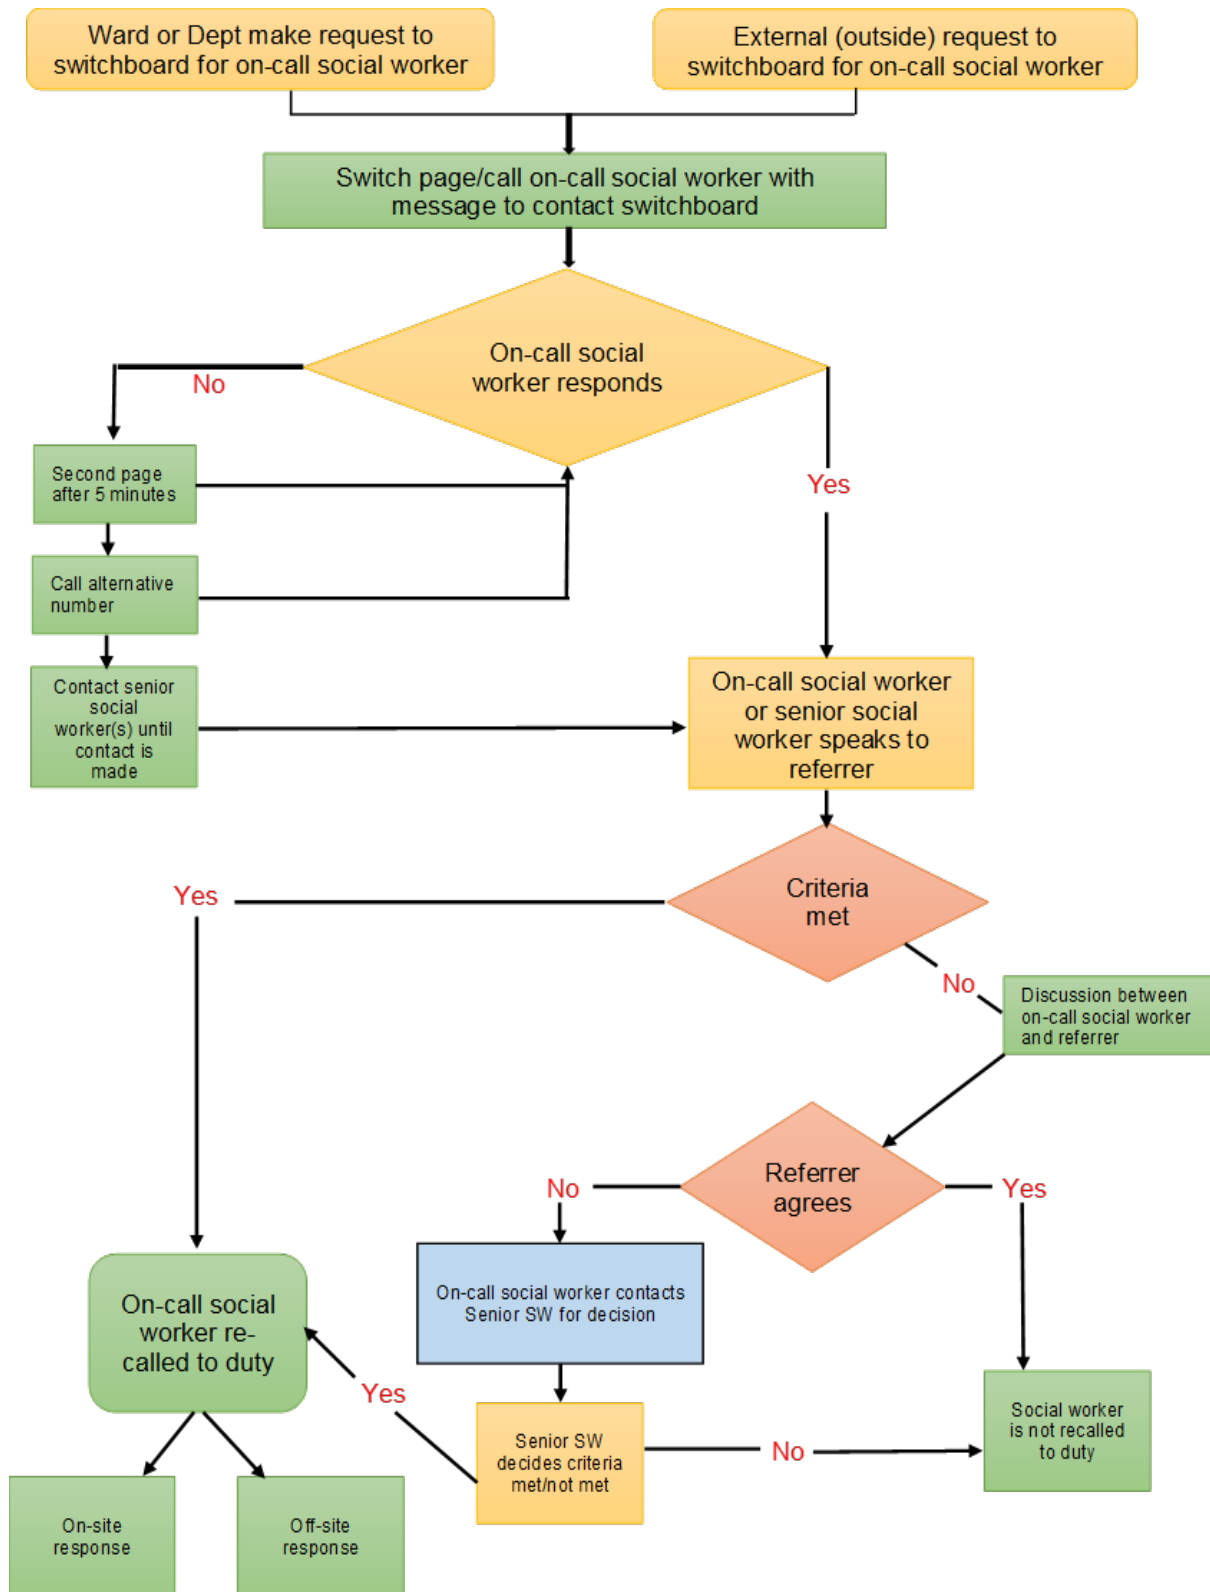 Ward or Dept make request to
switchboard for on-call social worker
External (outside) request to
switchboard for on-call social worker
Switch page/call on-call social worker with
message to contact switchboard
On-call social
worker responds
No
Yes
Second page
after 5 minutes
Call alternative
number
Contact senior
social
worker(s) until
contact is
made
On-call social worker
or senior social
worker speaks to
referrer
Criteria
met
Yes
No
Discussion between
on-call social worker
and referrer
Referrer
agrees
No
Yes
On-call social worker contacts
Senior SW for decision
On-call social
worker re-
called to duty
Yes
Senior SW
decides criteria
met/not met
No
Social worker
is not recalled
to duty
On-site
response
Off-site
response